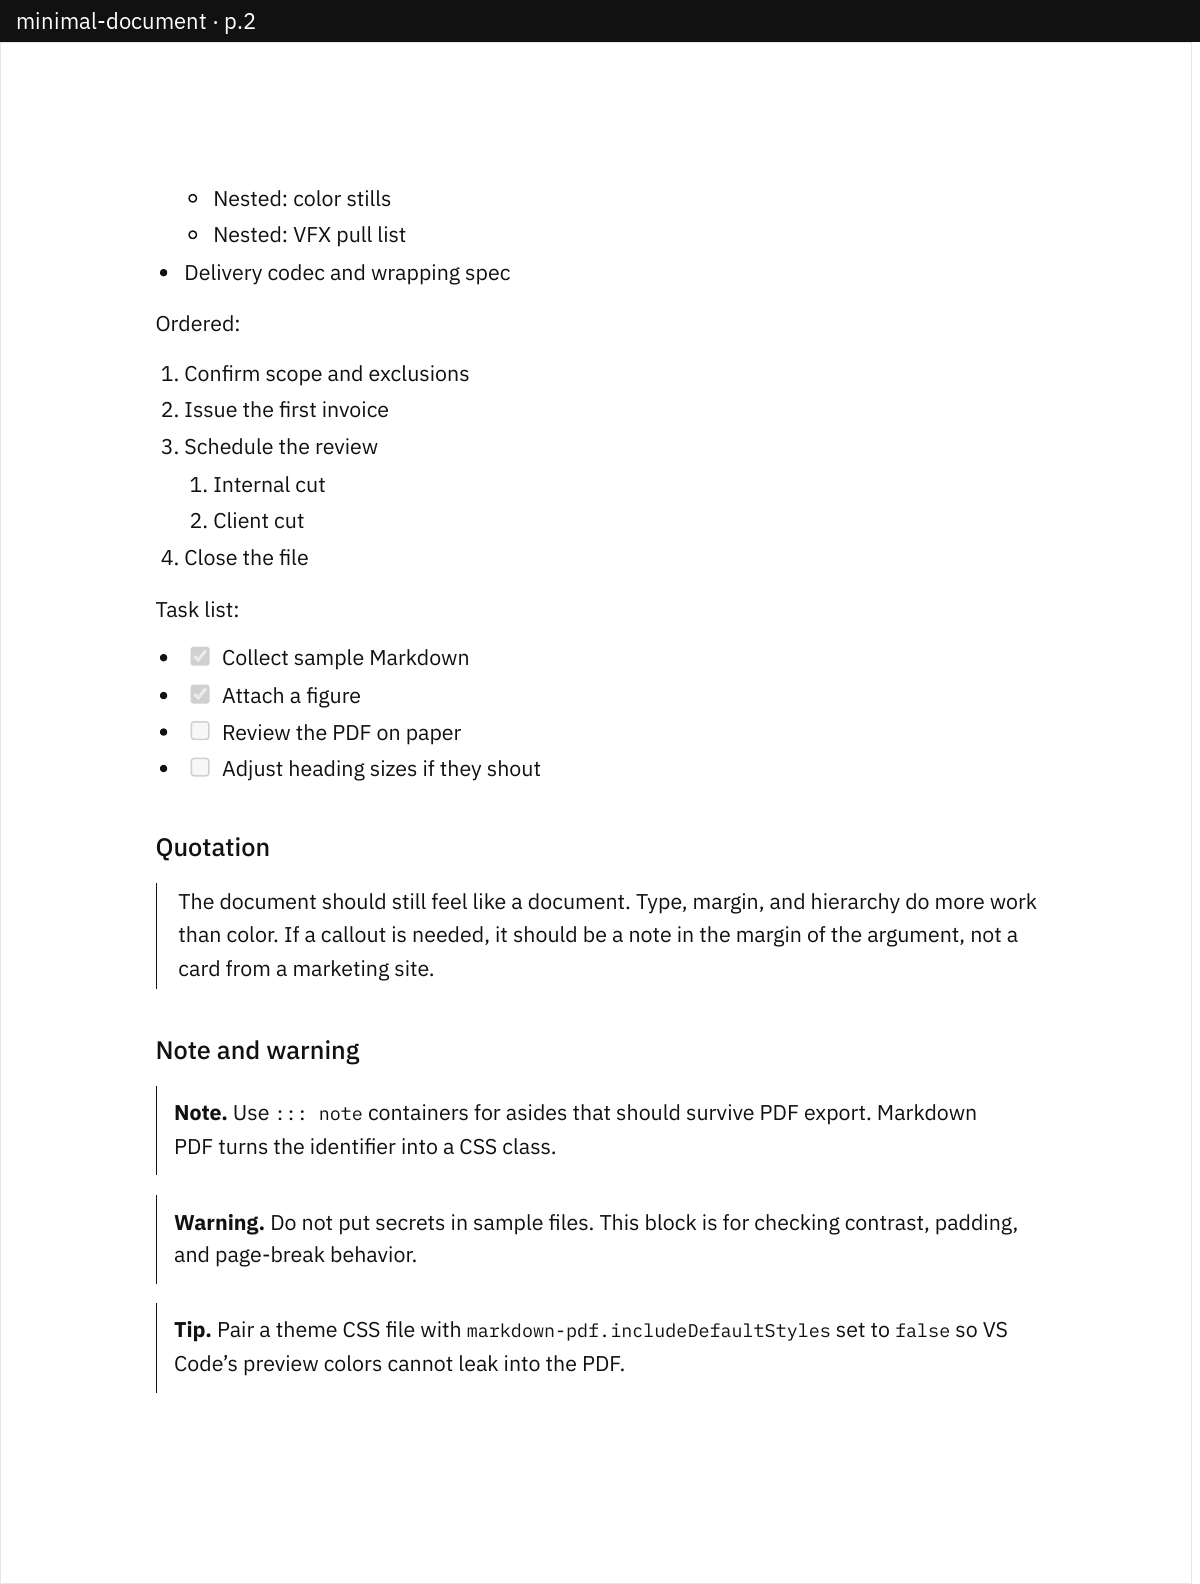 minimal-document · p.2
Nested: color stills
Nested: VFX pull list
Delivery codec and wrapping spec
Ordered:
1. Confirm scope and exclusions
2. Issue the first invoice
3. Schedule the review
1. Internal cut
2. Client cut
4. Close the file
Task list:
Collect sample Markdown
Attach a figure
Review the PDF on paper
Adjust heading sizes if they shout
Quotation
The document should still feel like a document. Type, margin, and hierarchy do more work
than color. If a callout is needed, it should be a note in the margin of the argument, not a
card from a marketing site.
Note and warning
Note. Use ::: note containers for asides that should survive PDF export. Markdown
PDF turns the identifier into a CSS class.
Warning. Do not put secrets in sample files. This block is for checking contrast, padding,
and page-break behavior.
Tip. Pair a theme CSS file with markdown-pdf.includeDefaultStyles set to false so VS
Code’s preview colors cannot leak into the PDF.